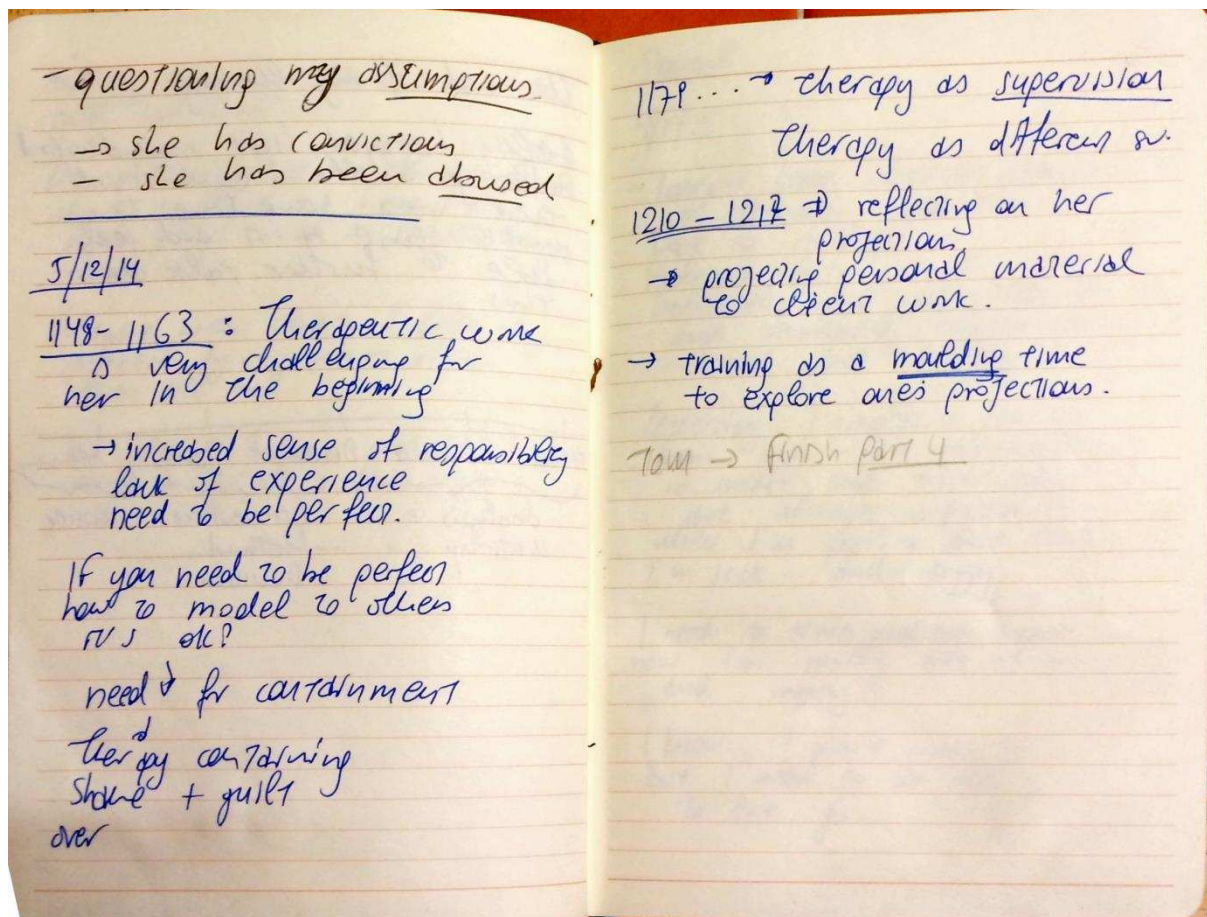 - questioning my assumptions
→ she has convictions
- she has been abused
5/12/14
1148-1163: Therapeutic work
is very challenging for
her in the beginning
→ increased sense of responsibility
lack of experience
need to be perfect.
If you need to be perfect
how to model to others
it's ok?
need for containment
therapy containing
shame + guilt
over
1179... → therapy as supervision
therapy as different sv.
1210-1217 → reflecting on her
projections
→ projecting personal material
to client work.
→ training as a moulding time
to explore one's projections.
Tom → finish part 4